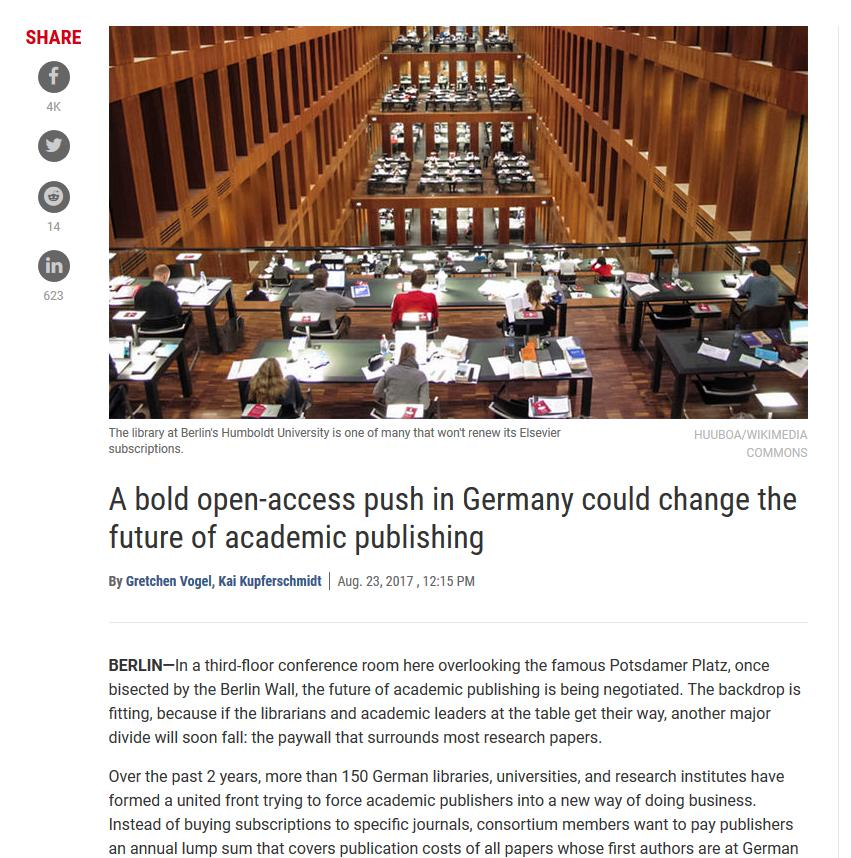 SHARE
4K
14
in
623
The library at Berlin's Humboldt University is one of many that won't renew its Elsevier
subscriptions.
HUUBOA/WIKIMEDIA
COMMONS
A bold open-access push in Germany could change the
future of academic publishing
By Gretchen Vogel, Kai Kupferschmidt | Aug. 23, 2017 , 12:15 PM
BERLIN—In a third-floor conference room here overlooking the famous Potsdamer Platz, once
bisected by the Berlin Wall, the future of academic publishing is being negotiated. The backdrop is
fitting, because if the librarians and academic leaders at the table get their way, another major
divide will soon fall: the paywall that surrounds most research papers.
Over the past 2 years, more than 150 German libraries, universities, and research institutes have
formed a united front trying to force academic publishers into a new way of doing business.
Instead of buying subscriptions to specific journals, consortium members want to pay publishers
an annual lump sum that covers publication costs of all papers whose first authors are at German